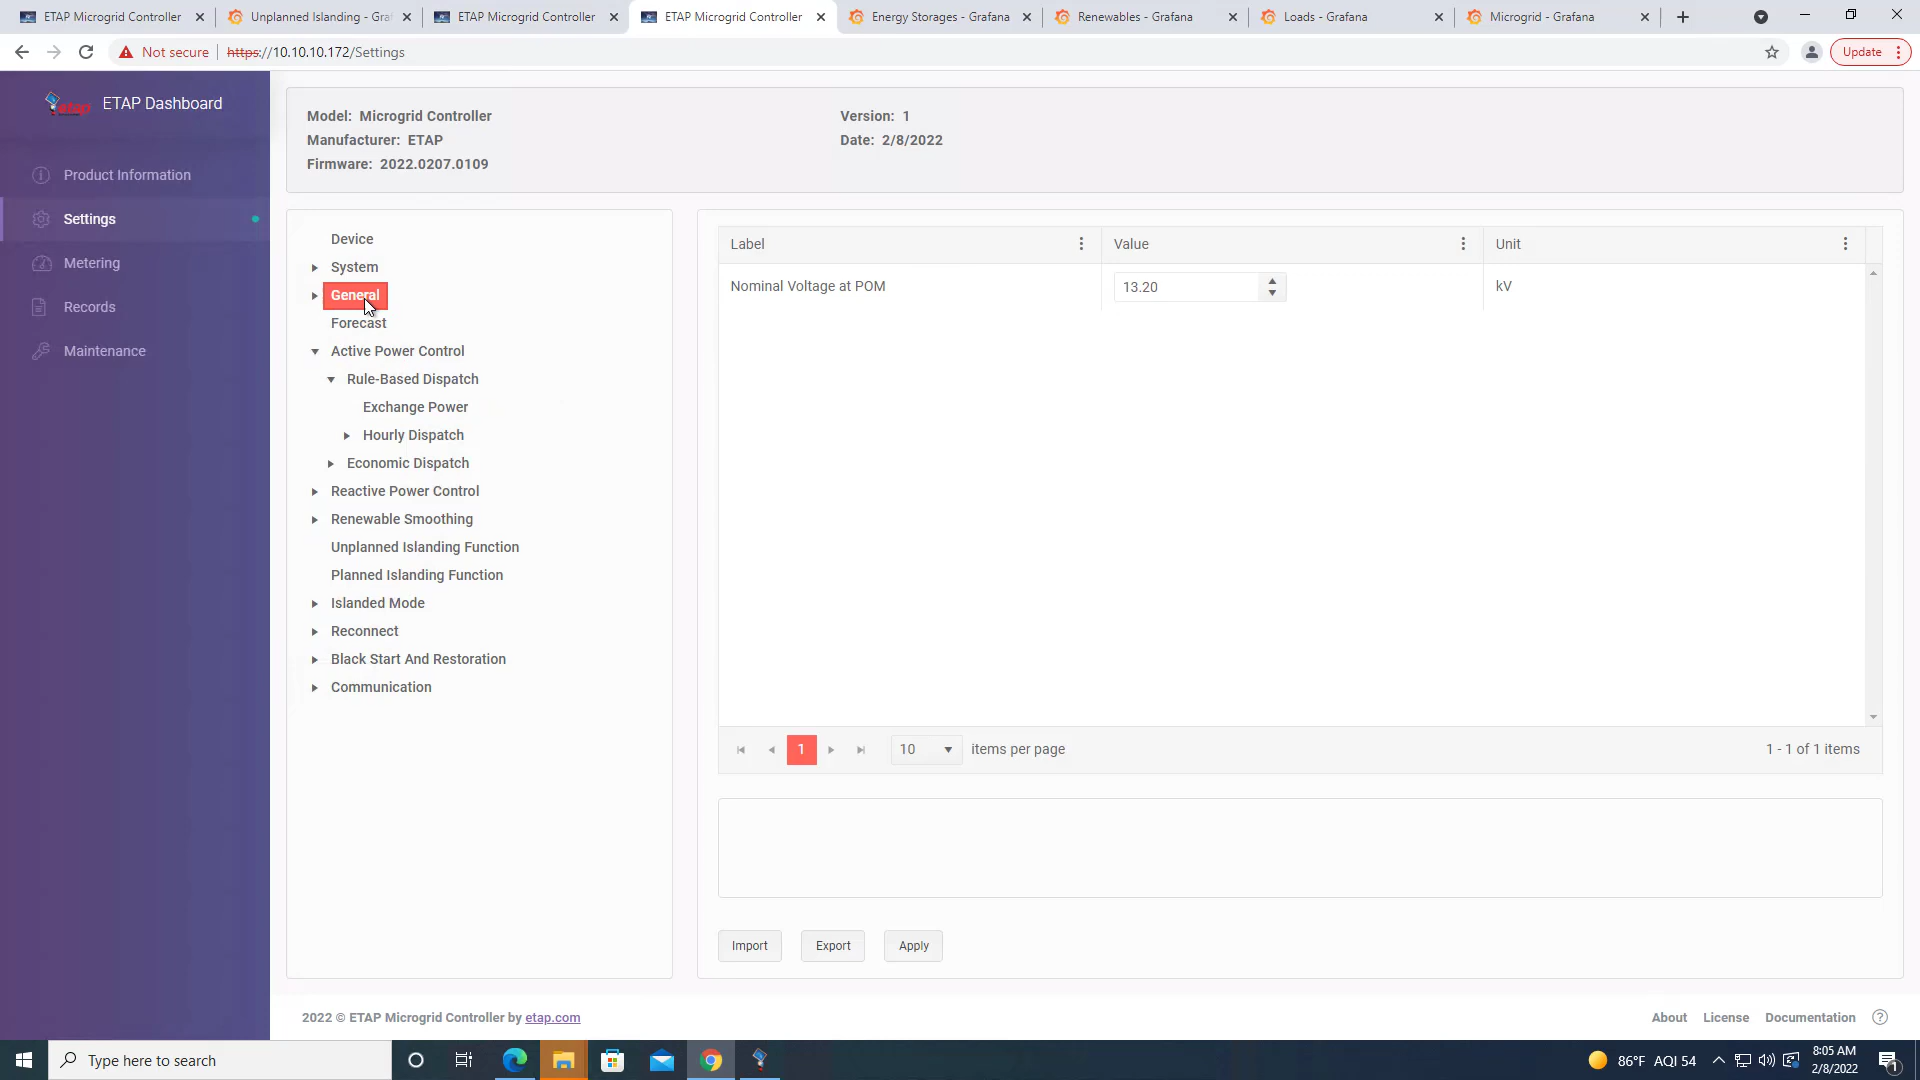 ETAP Microgrid Controller
Unplanned Islanding - Gra
ETAP Microgrid Controller
ETAP Microgrid Controller
Energy Storages - Grafana
Renewables - Grafana
Loads - Grafana
Microgrid - Grafana
Not secure
https://10.10.10.172/Settings
Update
etap
ETAP Dashboard
Product Information
Settings
Metering
Records
Maintenance
Model: Microgrid Controller
Manufacturer: ETAP
Firmware: 2022.0207.0109
Version: 1
Date: 2/8/2022
Device
System
General
Forecast
Active Power Control
Rule-Based Dispatch
Exchange Power
Hourly Dispatch
Economic Dispatch
Reactive Power Control
Renewable Smoothing
Unplanned Islanding Function
Planned Islanding Function
Islanded Mode
Reconnect
Black Start And Restoration
Communication
Label Value Unit
Nominal Voltage at POM 13.20 kV
1 10 items per page 1 - 1 of 1 items
Import Export Apply
2022 © ETAP Microgrid Controller by etap.com
About License Documentation ?
Type here to search
86°F AQI 54
8:05 AM
2/8/2022
1